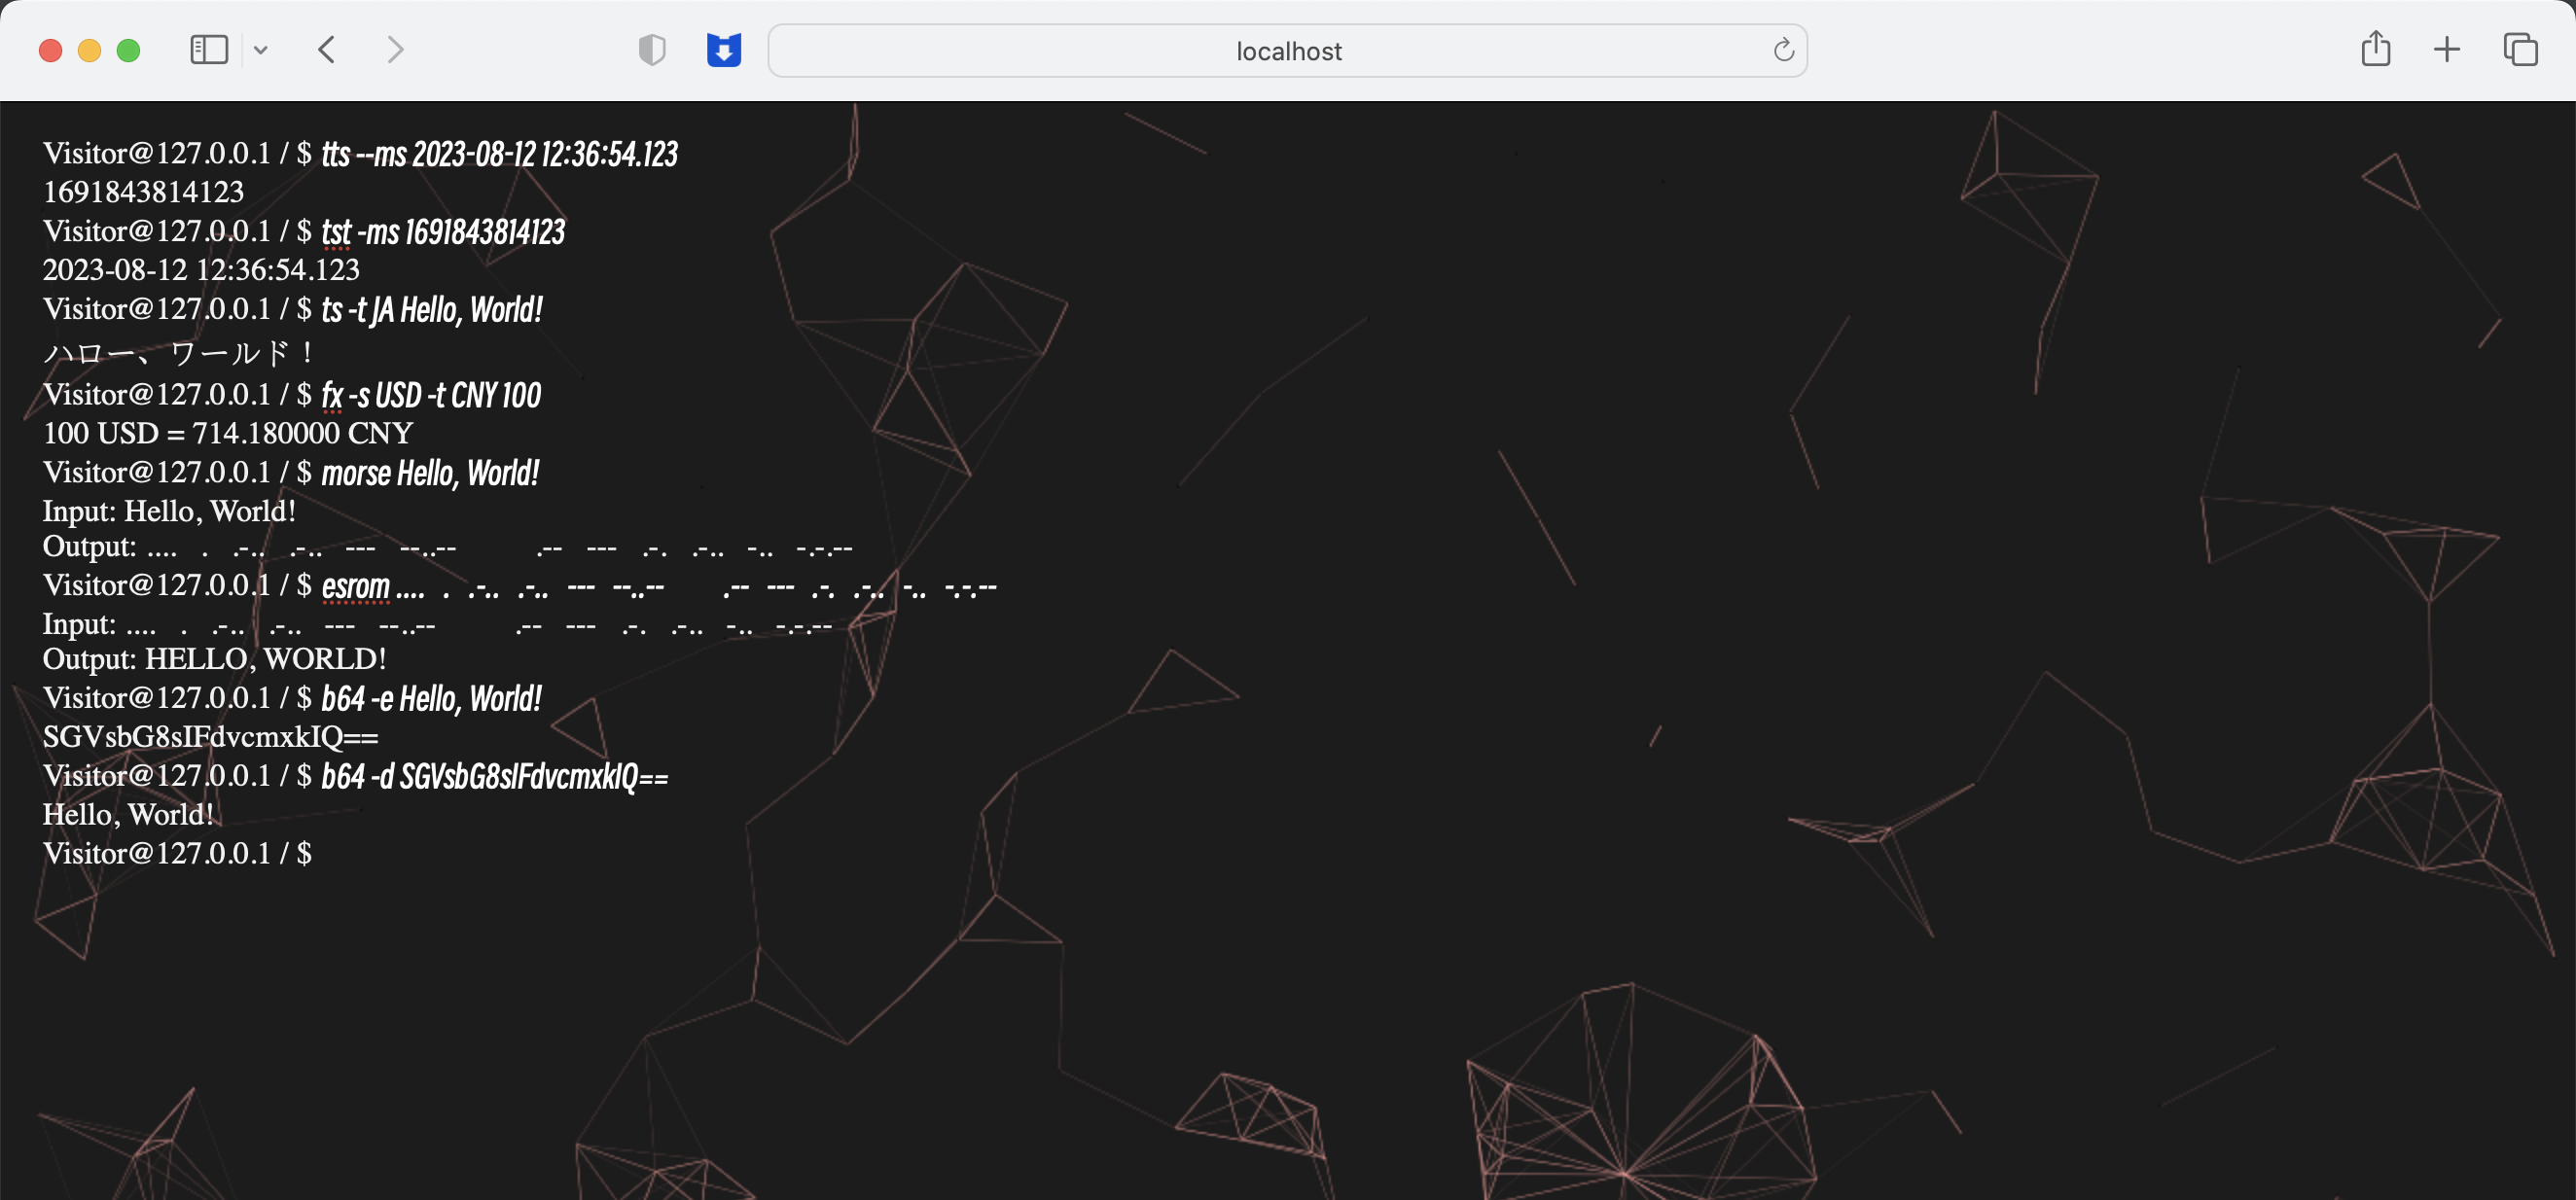 localhost
Visitor@127.0.0.1 / $ tts --ms 2023-08-12 12:36:54.123
1691843814123
Visitor@127.0.0.1 / $ tst -ms 1691843814123
2023-08-12 12:36:54.123
Visitor@127.0.0.1 / $ ts -t JA Hello, World!
ハロー、ワールド！
Visitor@127.0.0.1 / $ fx -s USD -t CNY 100
100 USD = 714.180000 CNY
Visitor@127.0.0.1 / $ morse Hello, World!
Input: Hello, World!
Output: .... . .-.. .-.. --- --..-- .-- --- .-. .-.. -.. -.-.--
Visitor@127.0.0.1 / $ esrom .... . .-.. .-.. --- --..-- .-- --- .-. .-.. -.. -.-.--
Input: .... . .-.. .-.. --- --..-- .-- --- .-. .-.. -.. -.-.--
Output: HELLO, WORLD!
Visitor@127.0.0.1 / $ b64 -e Hello, World!
SGVsbG8sIFdvcmxkIQ==
Visitor@127.0.0.1 / $ b64 -d SGVsbG8sIFdvcmxkIQ==
Hello, World!
Visitor@127.0.0.1 / $